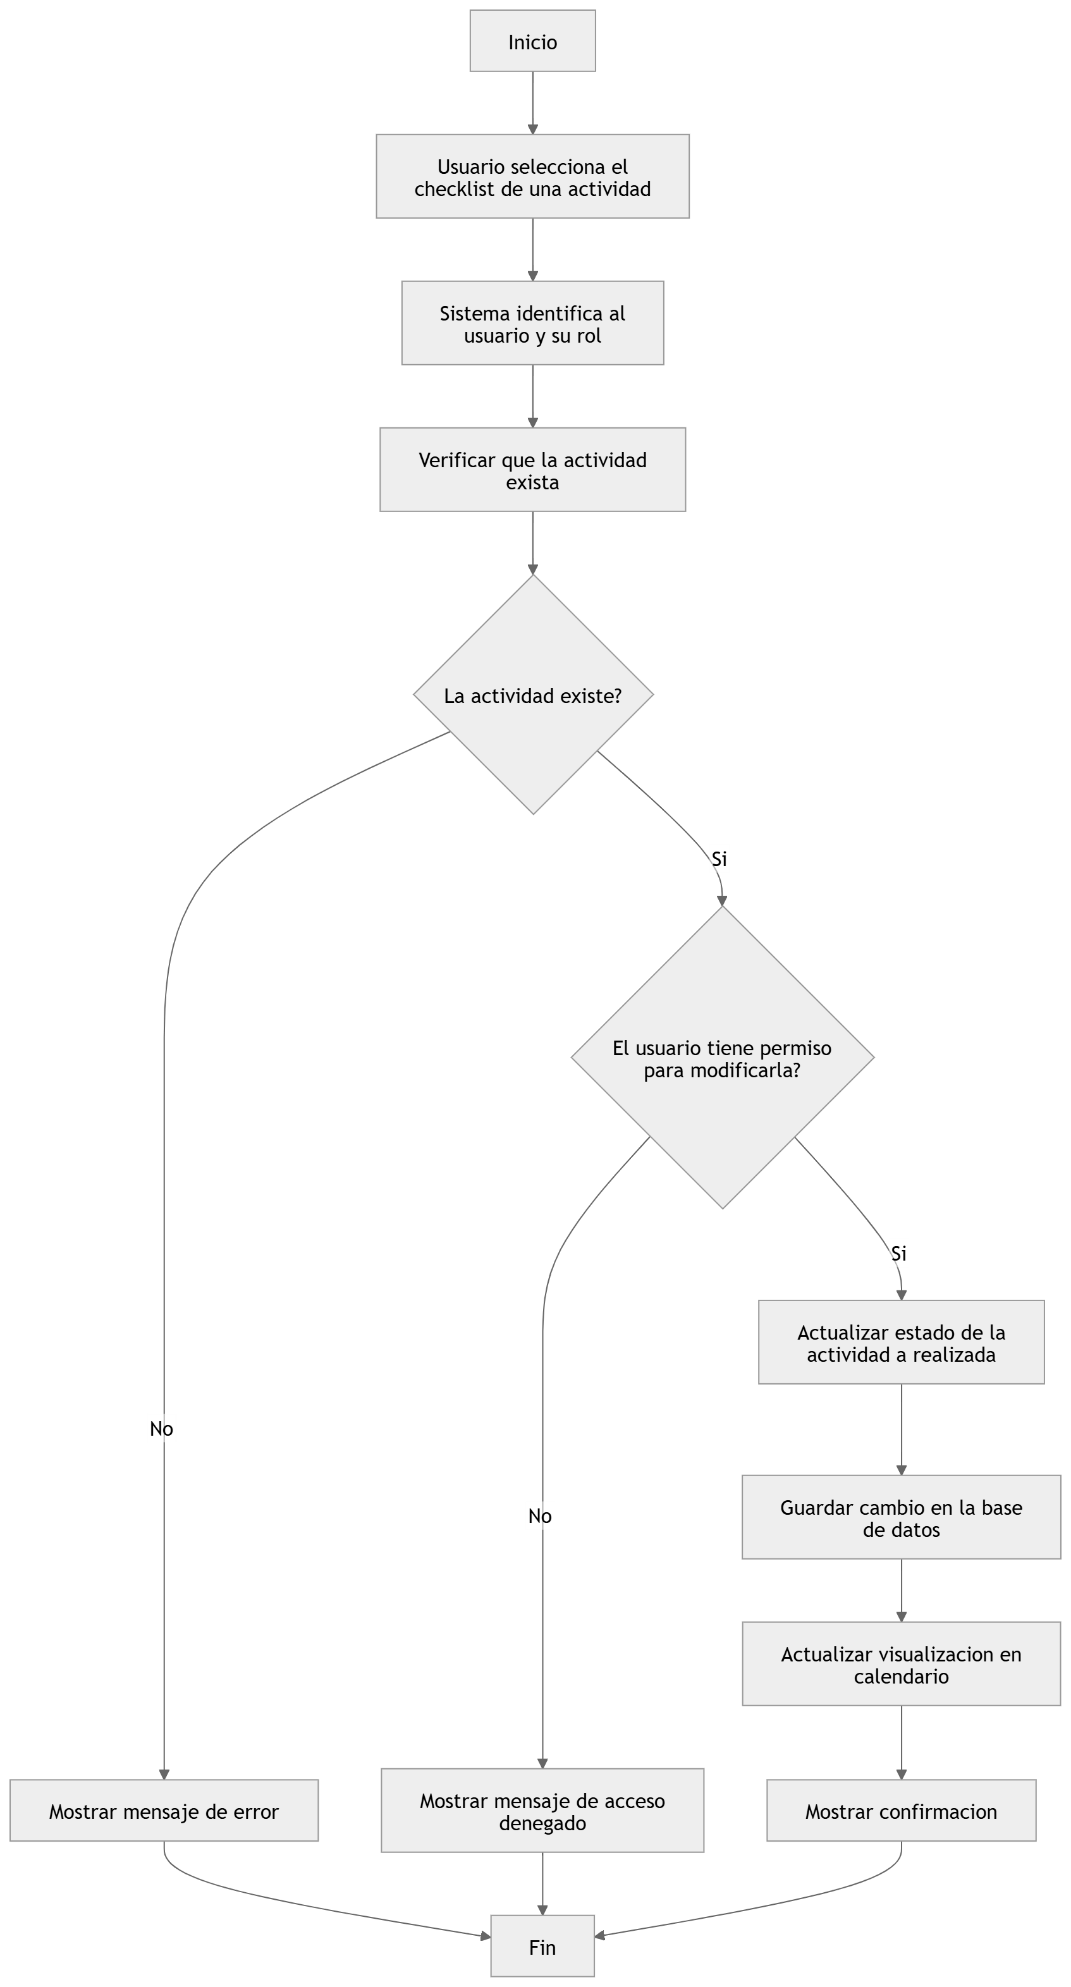 Inicio
Usuario selecciona el
checklist de una actividad
Sistema identifica al
usuario y su rol
Verificar que la actividad
exista
La actividad existe?
Si
El usuario tiene permiso
para modificarla?
Si
Actualizar estado de la
actividad a realizada
No
No
Guardar cambio en la base
de datos
Actualizar visualizacion en
calendario
Mostrar mensaje de error
Mostrar mensaje de acceso
denegado
Mostrar confirmacion
Fin